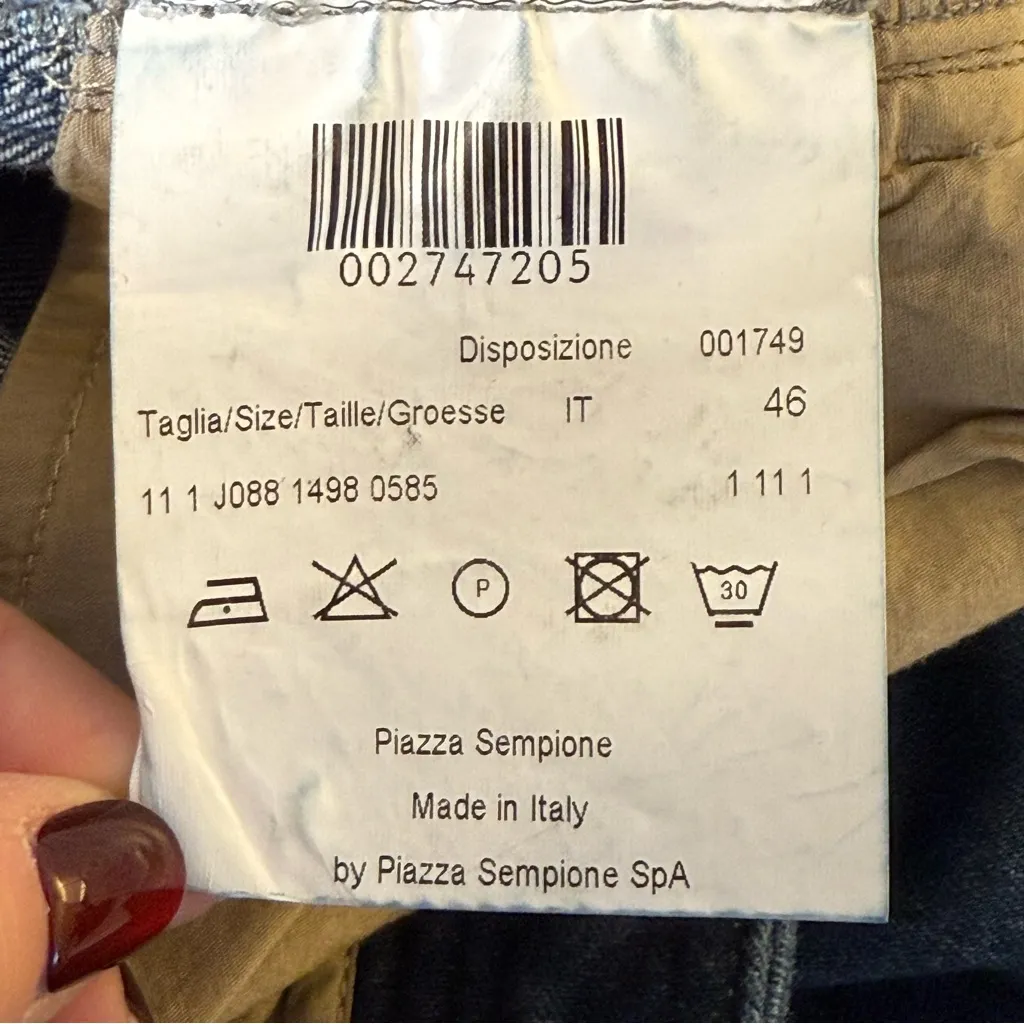 002747205
Disposizione 001749
Taglia/Size/Taille/Groesse IT 46
11 1 J088 1498 0585 1 11 1
P 30
Piazza Sempione
Made in Italy
by Piazza Sempione SpA